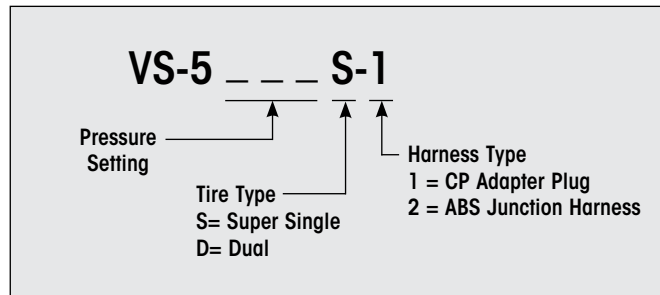 VS-5 _ _ _ S-1
Pressure
Setting
Tire Type
S= Super Single
D= Dual
Harness Type
1 = CP Adapter Plug
2 = ABS Junction Harness